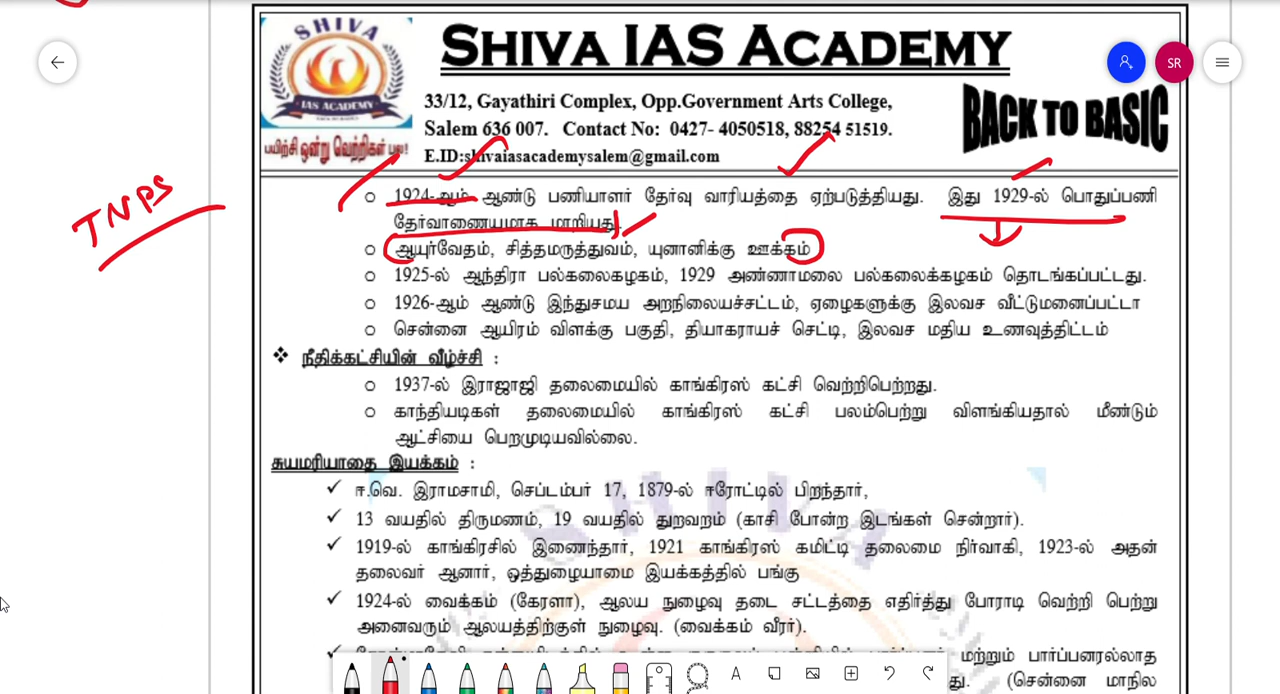 SHIVA
IAS ACADEMY
பயிற்சி ஒன்று வெற்றிகள் பல!
SHIVA IAS ACADEMY
33/12, Gayathiri Complex, Opp.Government Arts College,
Salem 636 007. Contact No: 0427- 4050518, 88254 51519.
E.ID:shivaiasacademysalem@gmail.com
BACK TO BASIC
SR
TNPS
o 1924-ஆம் ஆண்டு பணியாளர் தேர்வு வாரியத்தை ஏற்படுத்தியது. இது 1929-ல் பொதுப்பணி
தேர்வாணையமாக மாறியது.
o ஆயுர்வேதம், சித்தமருத்துவம், யுனானிக்கு ஊக்கம்
o 1925-ல் ஆந்திரா பல்கலைகழகம், 1929 அண்ணாமலை பல்கலைக்கழகம் தொடங்கப்பட்டது.
o 1926-ஆம் ஆண்டு இந்துசமய அறநிலையச்சட்டம், ஏழைகளுக்கு இலவச வீட்டுமனைப்பட்டா
o சென்னை ஆயிரம் விளக்கு பகுதி, தியாகராயச் செட்டி, இலவச மதிய உணவுத்திட்டம்
❖ நீதிக்கட்சியின் வீழ்ச்சி :
o 1937-ல் இராஜாஜி தலைமையில் காங்கிரஸ் கட்சி வெற்றிபெற்றது.
o காந்தியடிகள் தலைமையில் காங்கிரஸ் கட்சி பலம்பெற்று விளங்கியதால் மீண்டும்
ஆட்சியை பெறமுடியவில்லை.
சுயமரியாதை இயக்கம் :
✓ ஈ.வெ. இராமசாமி, செப்டம்பர் 17, 1879-ல் ஈரோட்டில் பிறந்தார்,
✓ 13 வயதில் திருமணம், 19 வயதில் துறவறம் (காசி போன்ற இடங்கள் சென்றார்).
✓ 1919-ல் காங்கிரசில் இணைந்தார், 1921 காங்கிரஸ் கமிட்டி தலைமை நிர்வாகி, 1923-ல் அதன்
தலைவர் ஆனார், ஒத்துழையாமை இயக்கத்தில் பங்கு
✓ 1924-ல் வைக்கம் (கேரளா), ஆலய நுழைவு தடை சட்டத்தை எதிர்த்து போராடி வெற்றி பெற்று
அனைவரும் ஆலயத்திற்குள் நுழைவு. (வைக்கம் வீரர்).
மற்றும் பார்ப்பனரல்லாத
(சென்னை மாநில